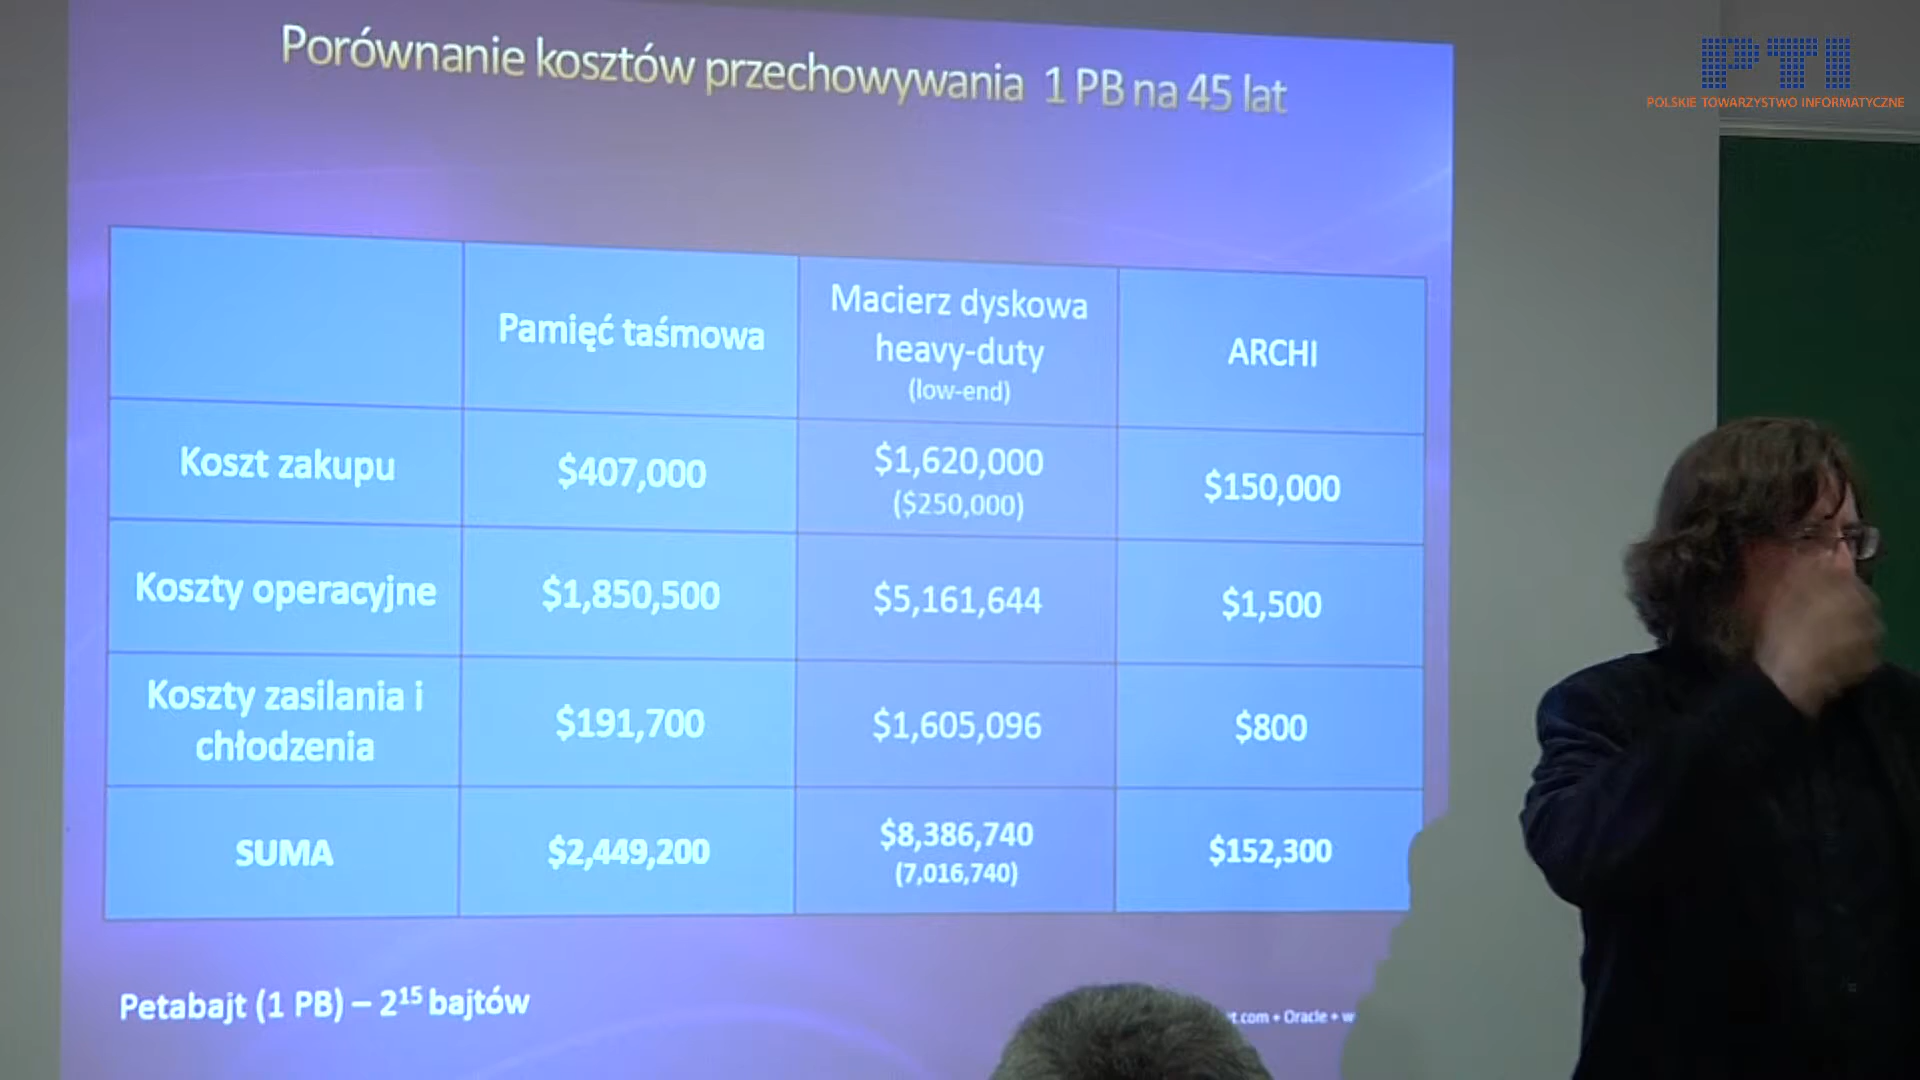 PTI
POLSKIE TOWARZYSTWO INFORMATYCZNE
Porównanie kosztów przechowywania 1 PB na 45 lat
Pamięć taśmowa
Macierz dyskowa
heavy-duty
(low-end)
ARCHI
Koszt zakupu
$407,000
$1,620,000
($250,000)
$150,000
Koszty operacyjne
$1,850,500
$5,161,644
$1,500
Koszty zasilania i
chłodzenia
$191,700
$1,605,096
$800
SUMA
$2,449,200
$8,386,740
(7,016,740)
$152,300
Petabajt (1 PB) – 2¹⁵ bajtów
.com + Oracle +